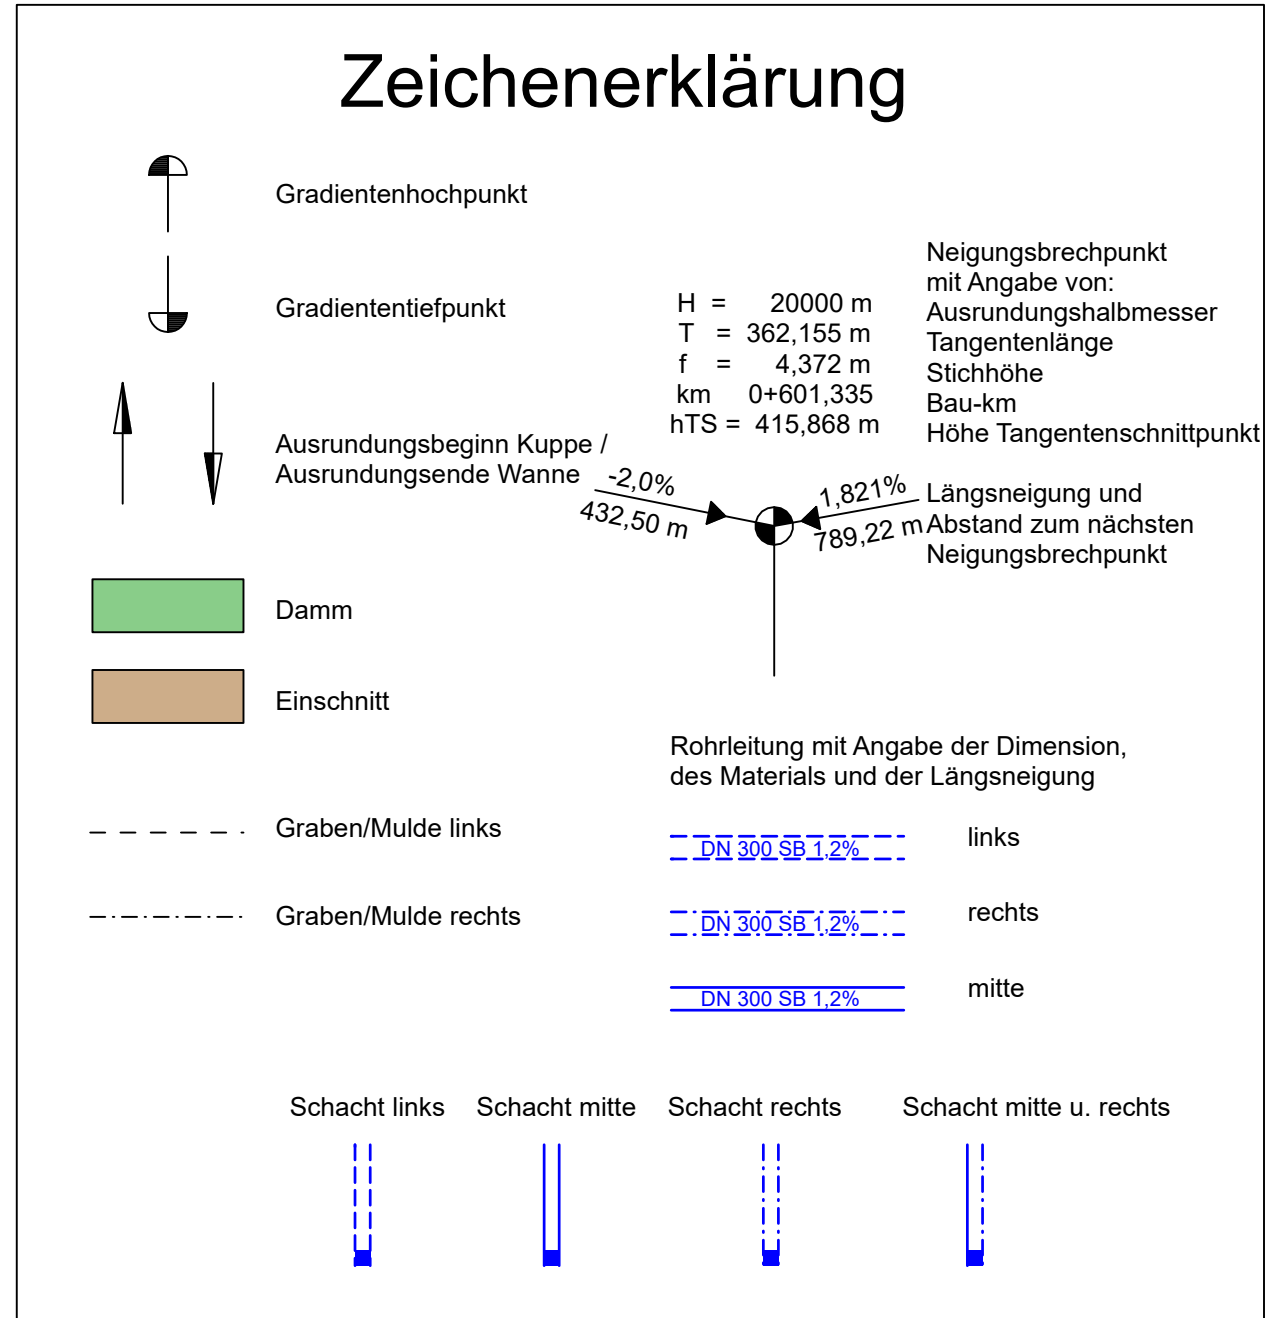 Zeichenerklärung
Gradientenhochpunkt
Gradiententiefpunkt
Ausrundungsbeginn Kuppe /
Ausrundungsende Wanne
Damm
Einschnitt
Graben/Mulde links
Graben/Mulde rechts
H = 20000 m
T = 362,155 m
f = 4,372 m
km 0+601,335
hTS = 415,868 m
Neigungsbrechpunkt
mit Angabe von:
Ausrundungshalbmesser
Tangentenlänge
Stichhöhe
Bau-km
Höhe Tangentenschnittpunkt
-2,0%
432,50 m
1,821%
789,22 m
Längsneigung und
Abstand zum nächsten
Neigungsbrechpunkt
Rohrleitung mit Angabe der Dimension,
des Materials und der Längsneigung
DN 300 SB 1,2% links
DN 300 SB 1,2% rechts
DN 300 SB 1,2% mitte
Schacht links Schacht mitte Schacht rechts Schacht mitte u. rechts